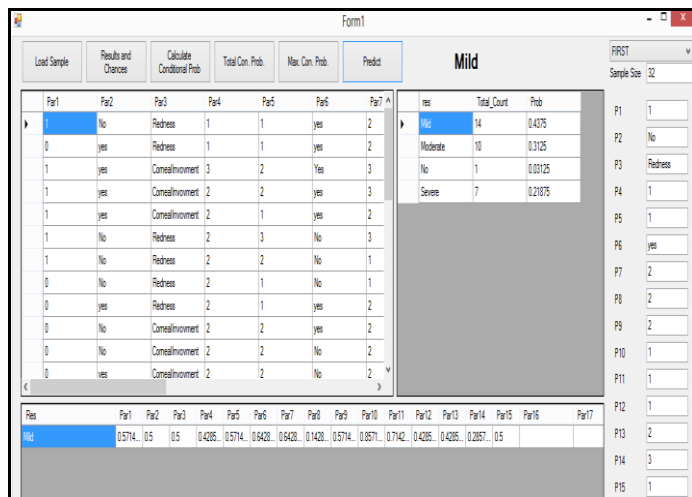 Form1
Load Sample
Results and Chances
Calculate Conditional Prob
Total Con. Prob.
Max. Con. Prob.
Predict
Mild
FIRST
Sample Size 32
Par1 Par2 Par3 Par4 Par5 Par6 Par7
1 No Redness 1 1 yes 2
0 yes Redness 1 1 yes 2
1 yes CornealInvovment 3 2 Yes 3
1 yes CornealInvovment 2 2 yes 3
1 yes CornealInvovment 2 1 yes 2
1 No Redness 2 3 No 3
1 No Redness 2 2 No 1
0 No Redness 2 1 No 1
0 yes Redness 2 1 yes 2
0 No CornealInvovment 2 2 yes 2
0 No CornealInvovment 2 2 No 2
0 yes CornealInvovment 2 2 No 2
res Total_Count Prob
Mild 14 0.4375
Moderate 10 0.3125
No 1 0.03125
Severe 7 0.21875
P1 1
P2 No
P3 Redness
P4 1
P5 1
P6 yes
P7 2
P8 2
P9 2
P10 1
P11 1
P12 1
P13 2
P14 3
P15 1
Res Par1 Par2 Par3 Par4 Par5 Par6 Par7 Par8 Par9 Par10 Par11 Par12 Par13 Par14 Par15 Par16 Par17
Mild 0.5714... 0.5 0.5 0.4285... 0.5714... 0.6428... 0.6428... 0.1428... 0.5714... 0.8571... 0.7142... 0.4285... 0.4285... 0.2857... 0.5